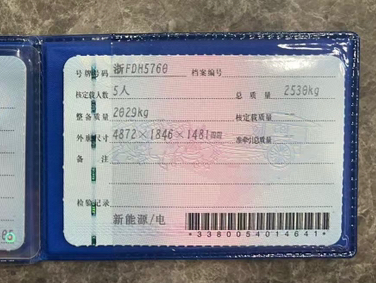 号牌号码 浙FDH5760 档案编号
核定载人数 5人 总质量 2530kg
整备质量 2029kg 核定载质量
外廓尺寸 4872×1846×1481mm 准牵引总质量
备注
检验记录
新能源/电
*3380054014641*